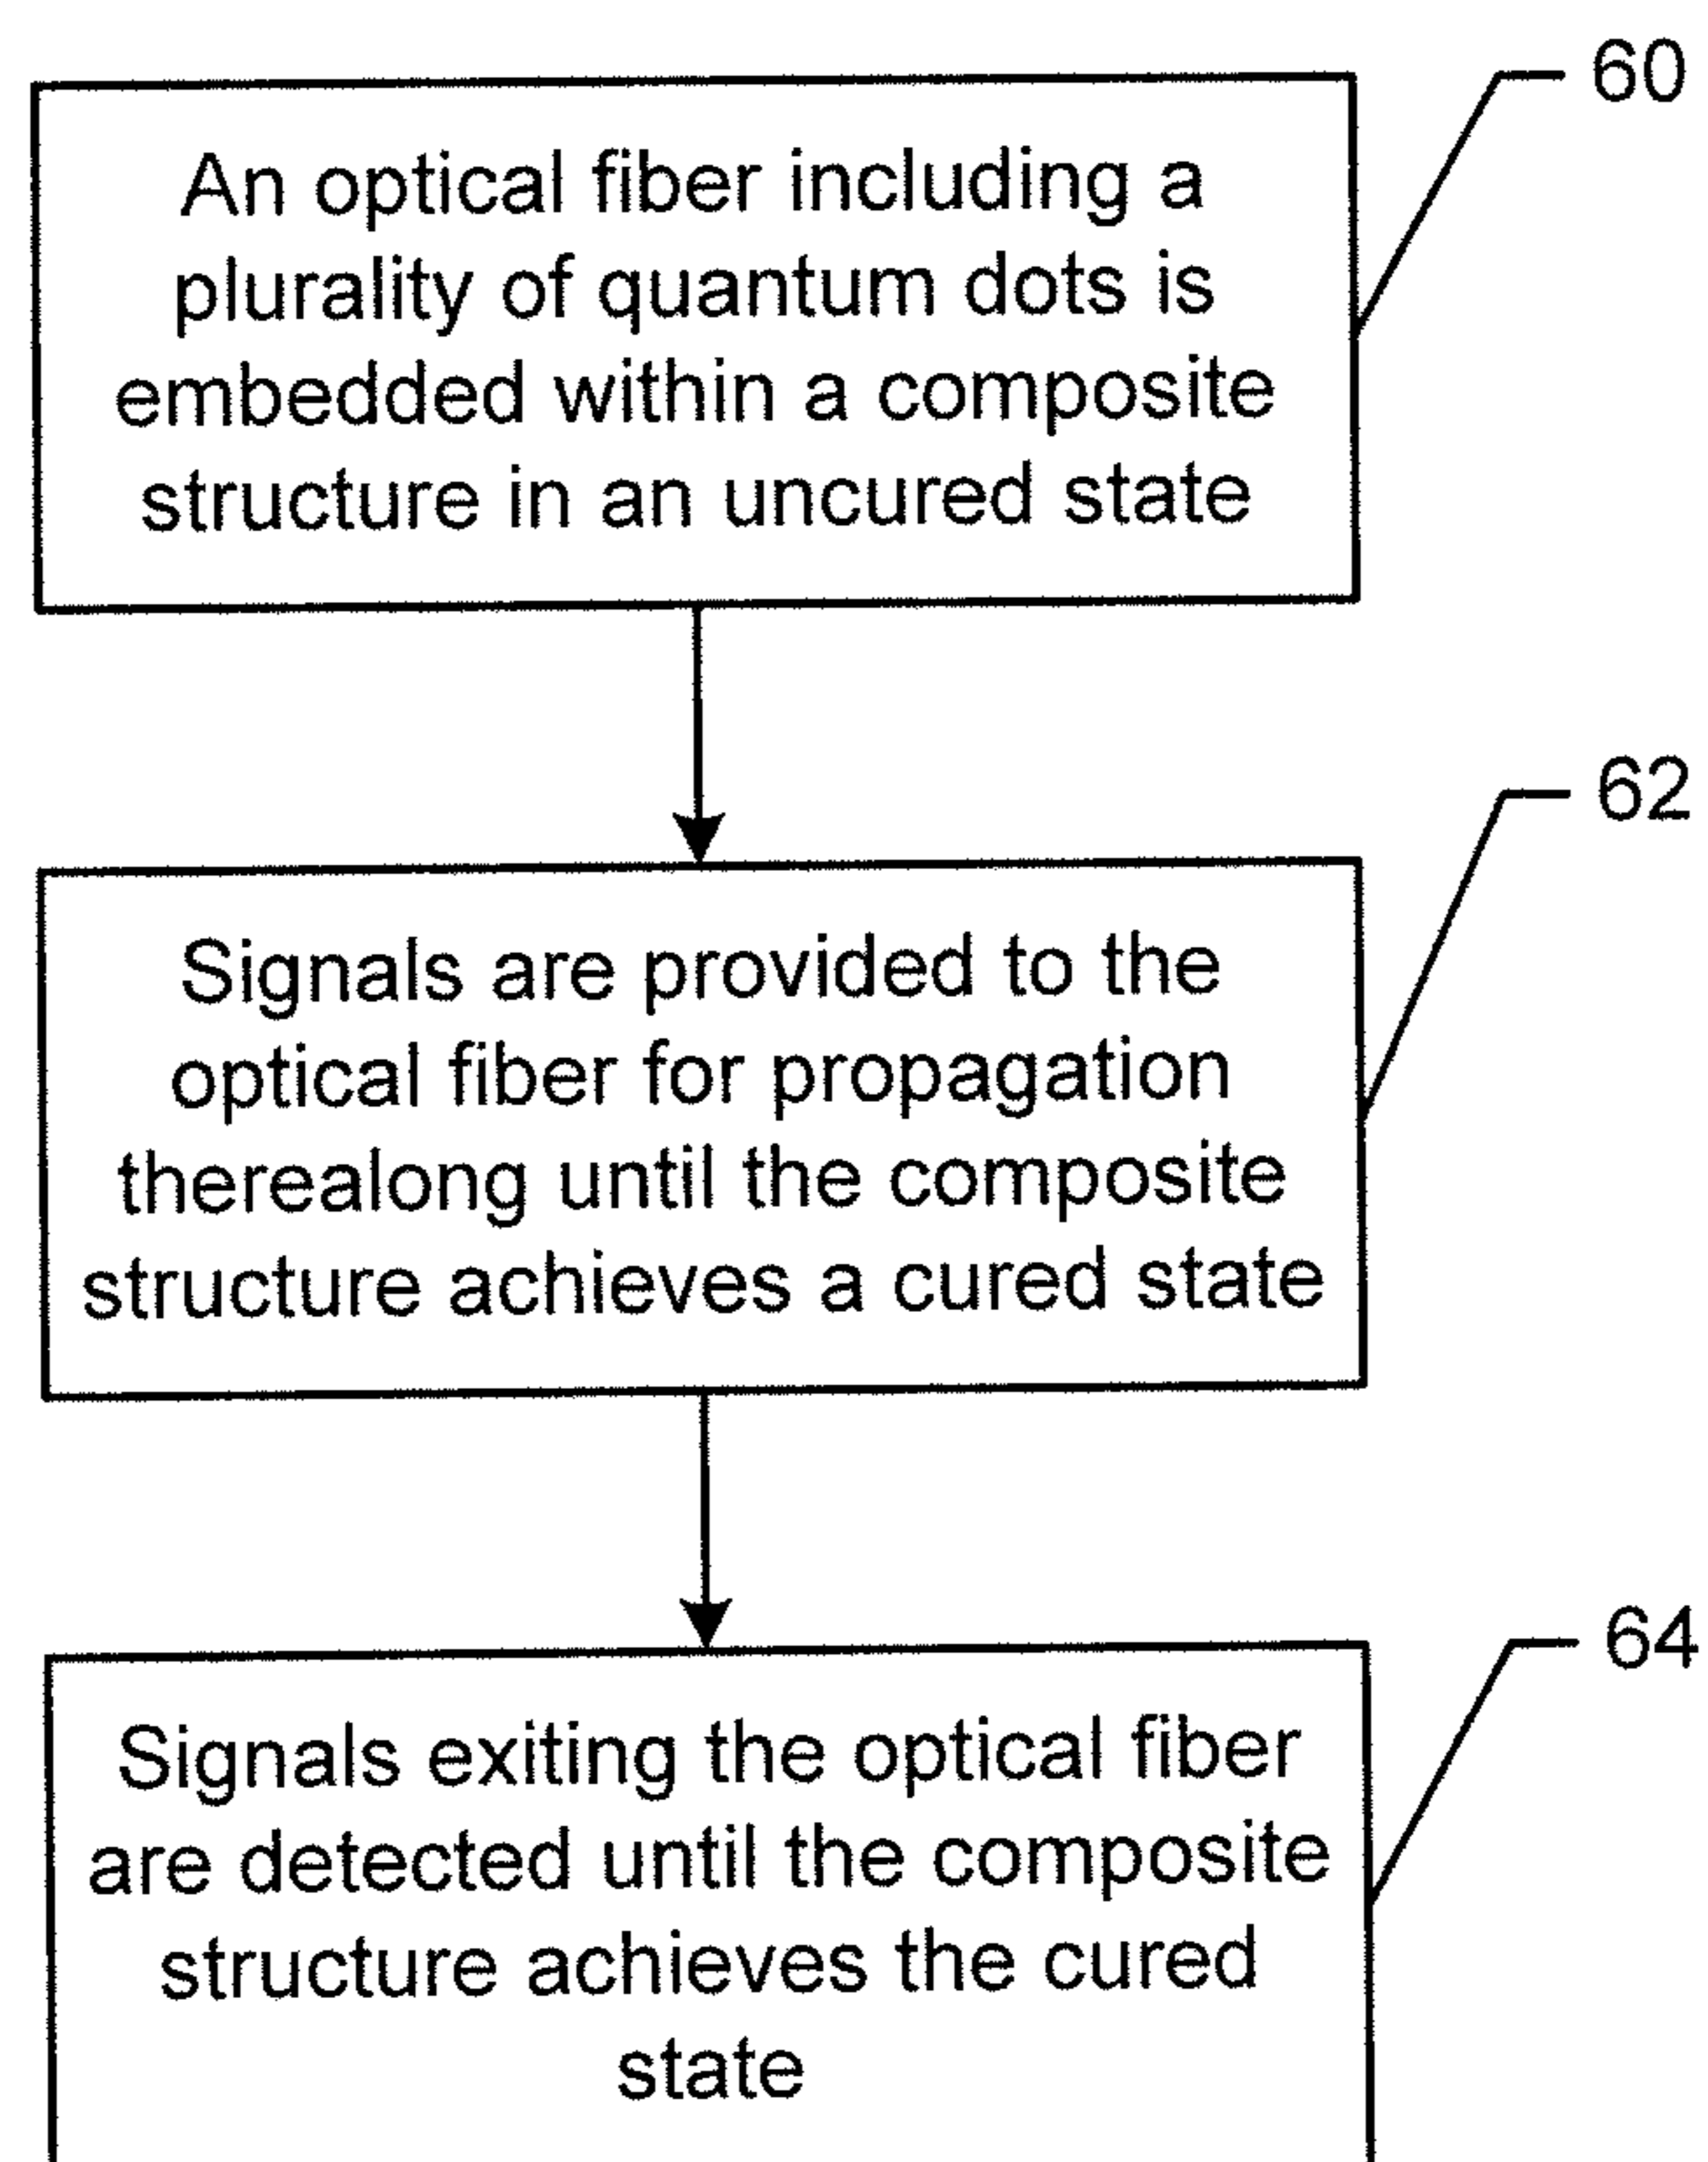 60
An optical fiber including a
plurality of quantum dots is
embedded within a composite
structure in an uncured state
62
Signals are provided to the
optical fiber for propagation
therealong until the composite
structure achieves a cured state
64
Signals exiting the optical fiber
are detected until the composite
structure achieves the cured
state